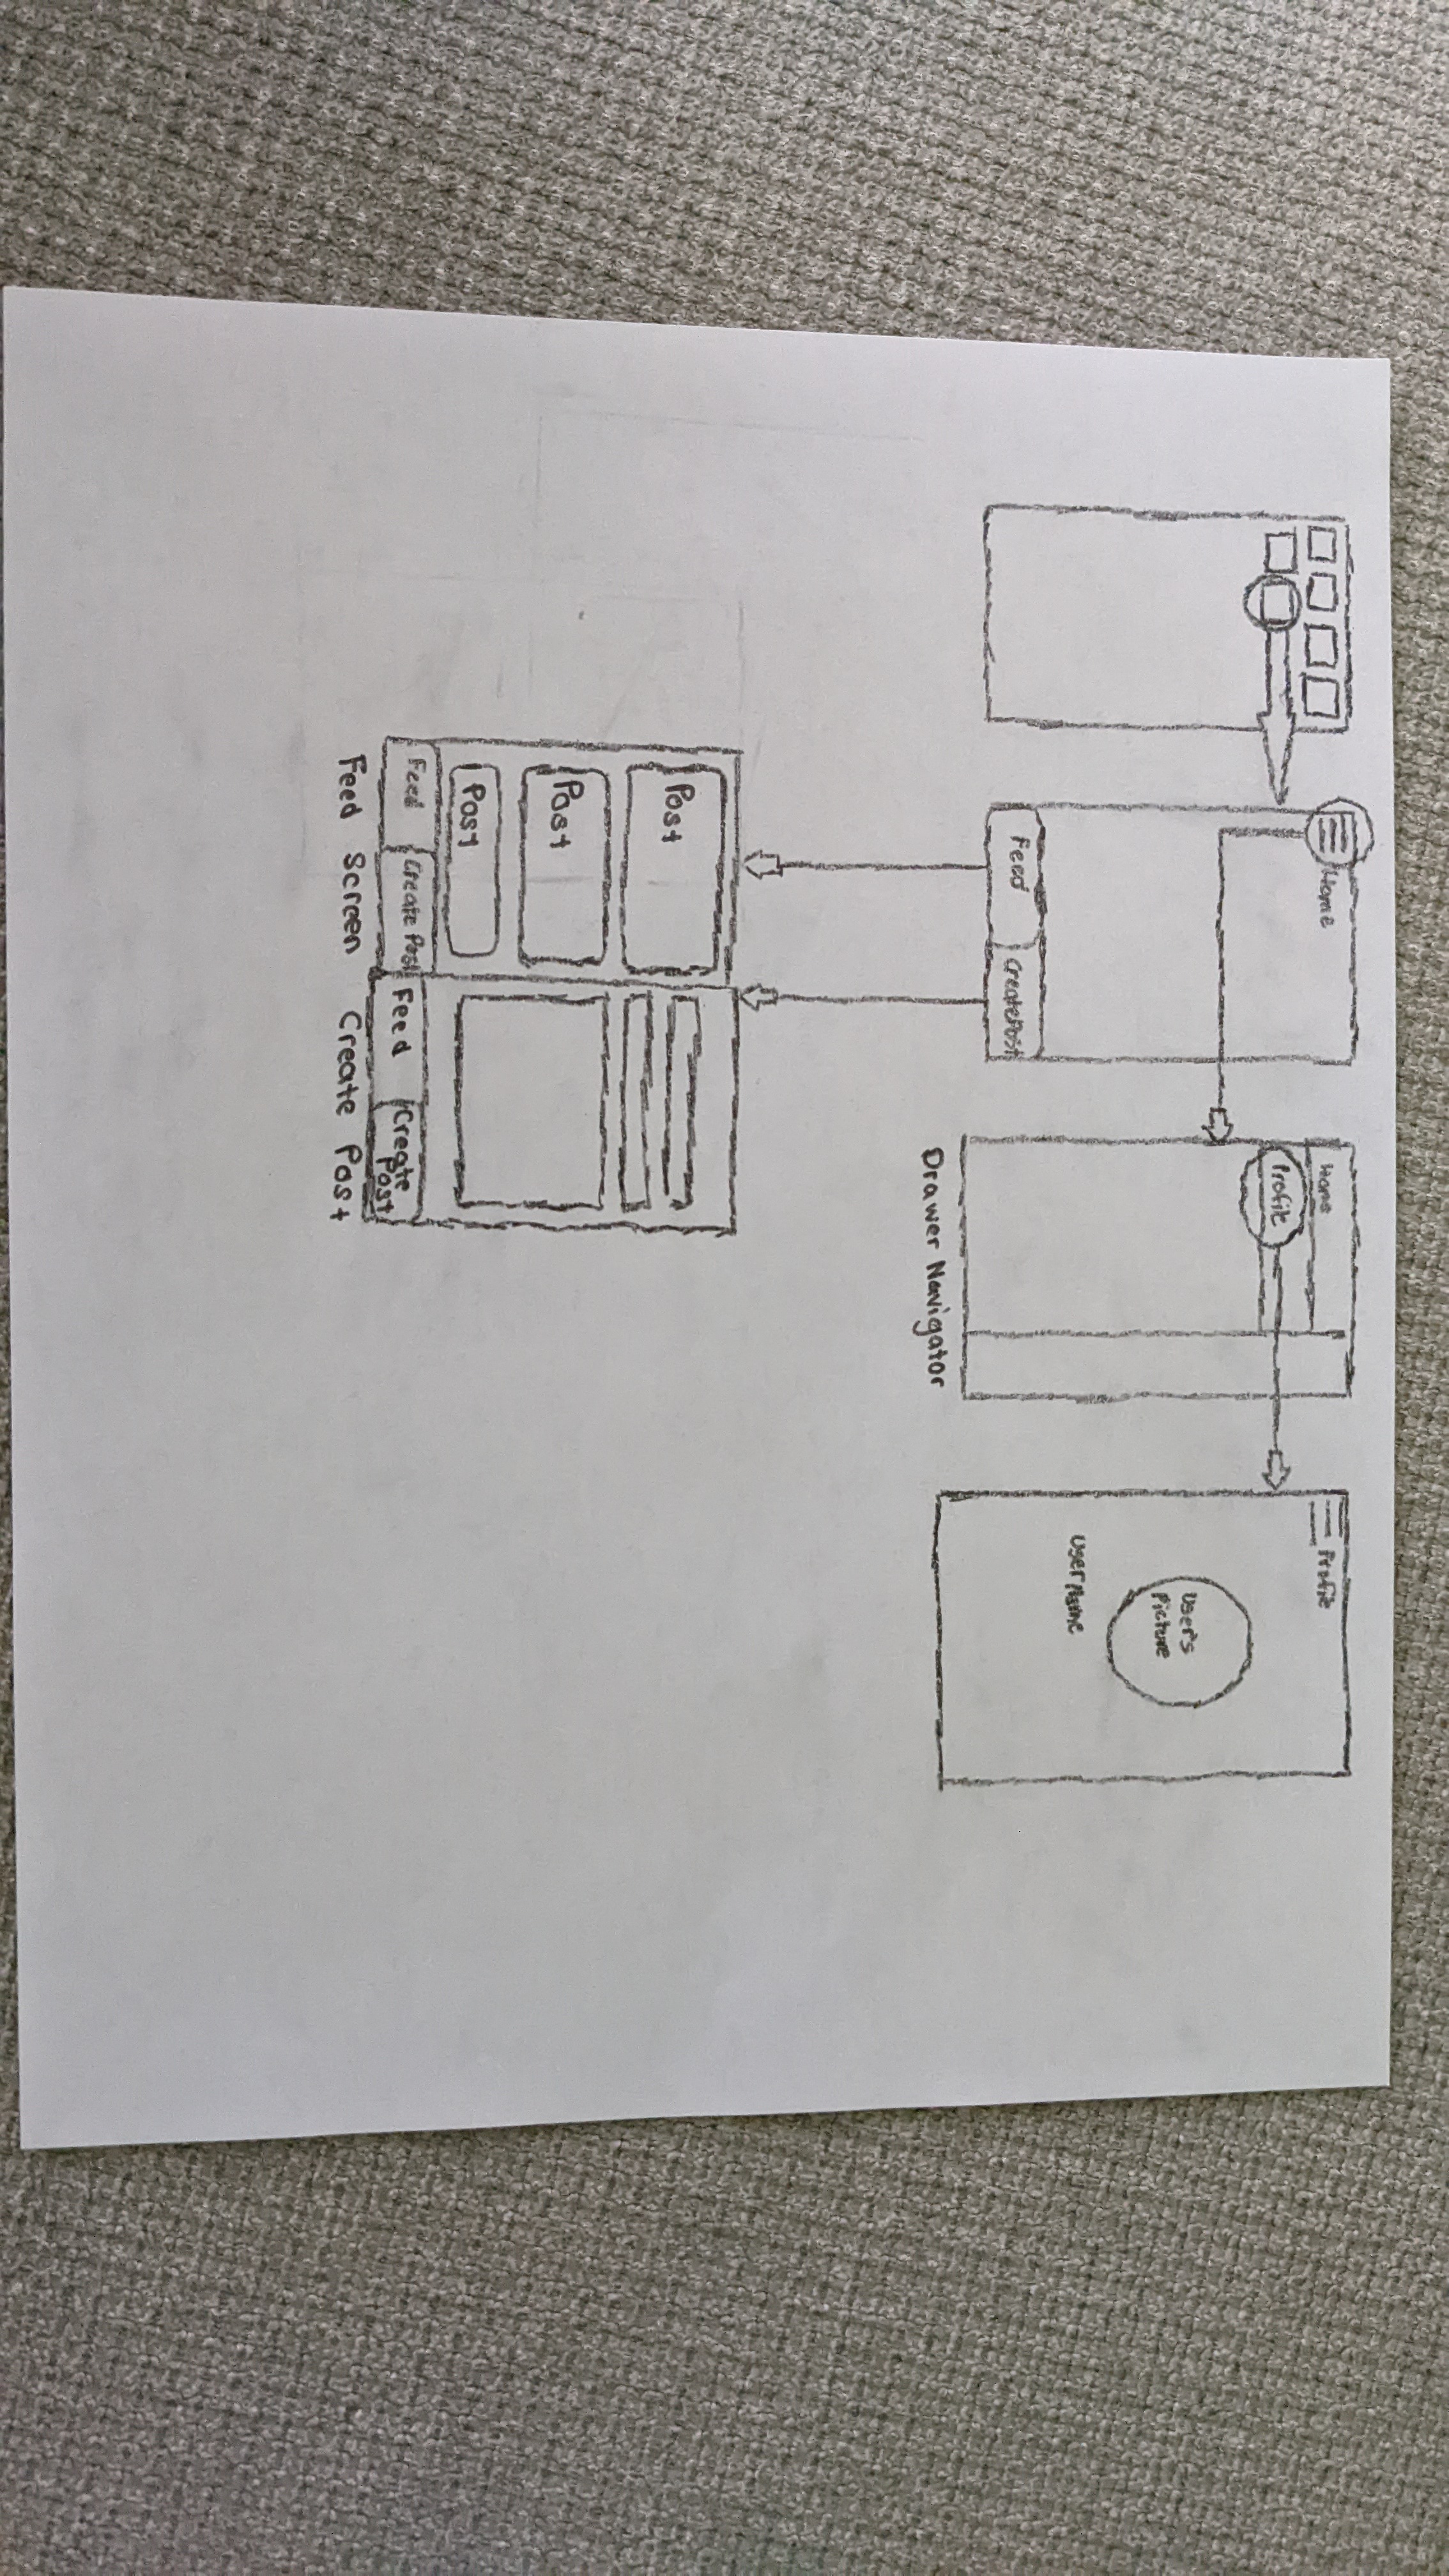 Home
Feed
CreatePost
Home
Profile
Drawer Navigator
Profile
User's
Picture
UserName
Post
Post
Post
Feed
Create Post
Feed Screen
Feed
Create
Post
Create Post